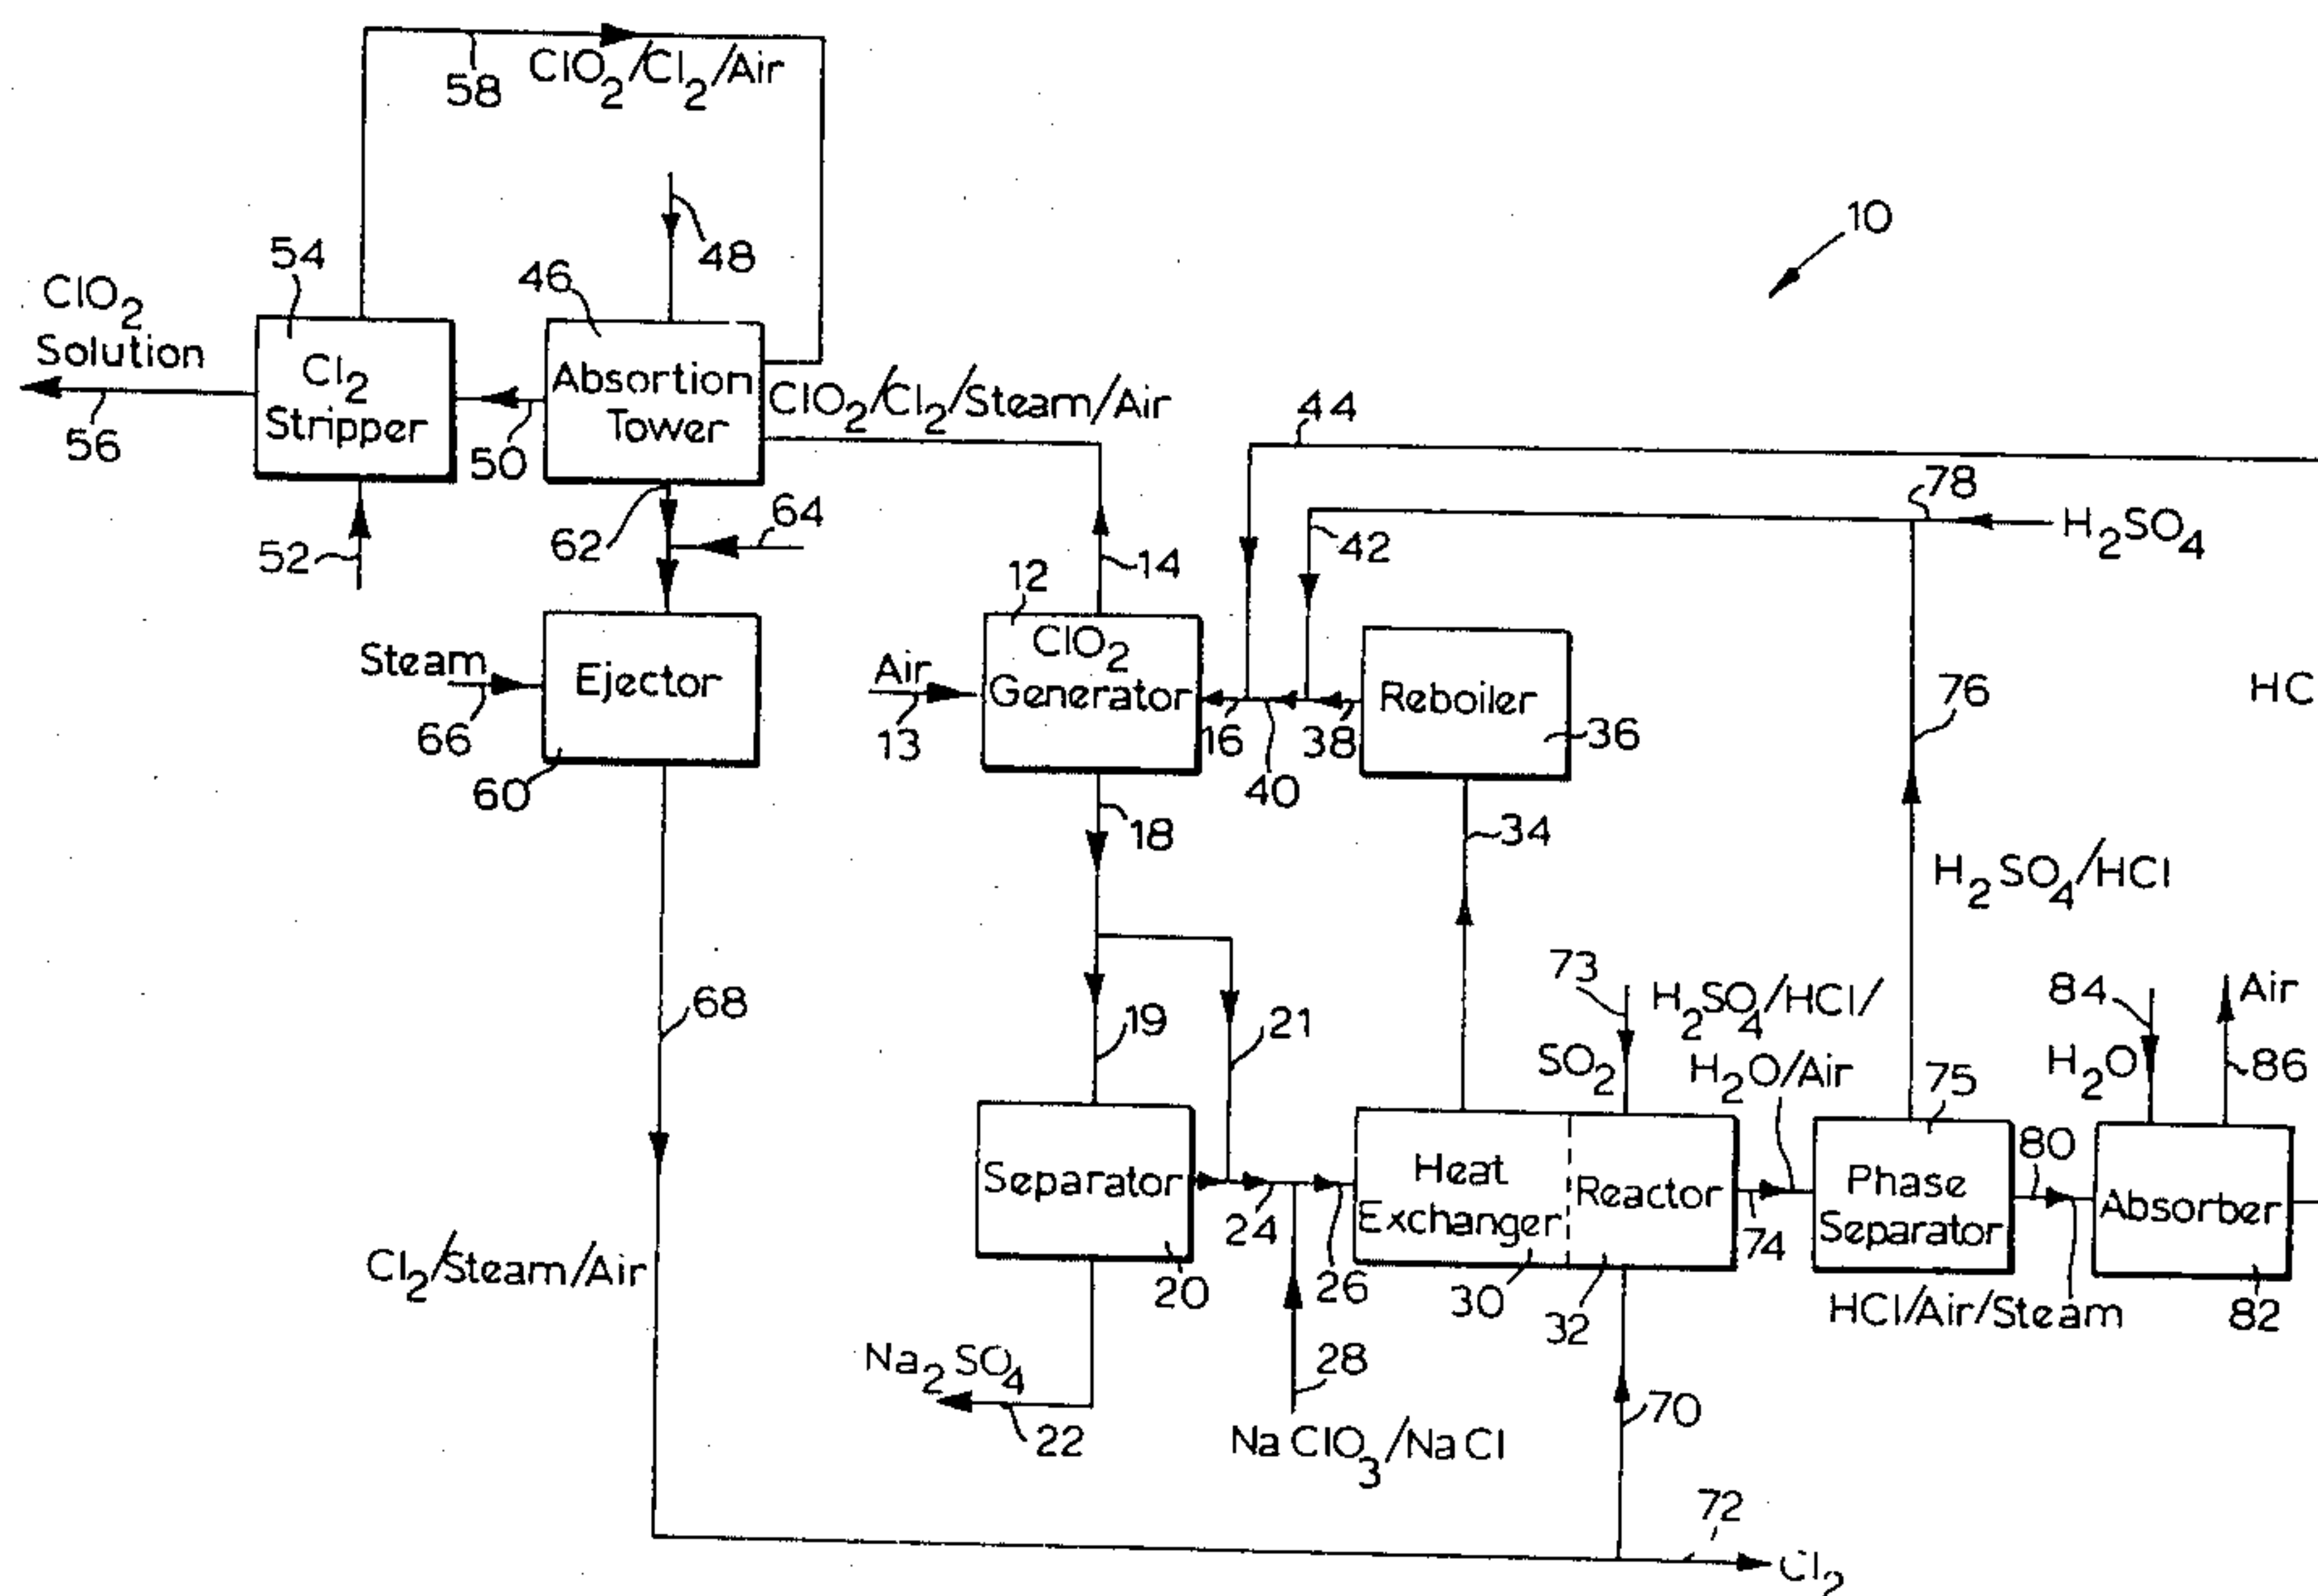 ClO2/Cl2/Air
58
10
48
54
46
ClO2
Solution
Cl2
Stripper
Absortion
Tower
ClO2/Cl2/Steam/Air
44
56
50
78
H2SO4
52
62
64
14
42
12
Steam
Ejector
Air
ClO2
Generator
Reboiler
36
76
HC
66
13
16
38
40
60
18
34
H2SO4/HCl
68
19
21
73
SO2
H2SO4/HCl/
H2O/Air
75
84
H2O
Air
86
80
Separator
Heat
Exchanger
Reactor
Phase
Separator
Absorber
24
26
74
20
30
32
HCl/Air/Steam
82
Cl2/Steam/Air
Na2SO4
22
28
NaClO3/NaCl
70
72
Cl2